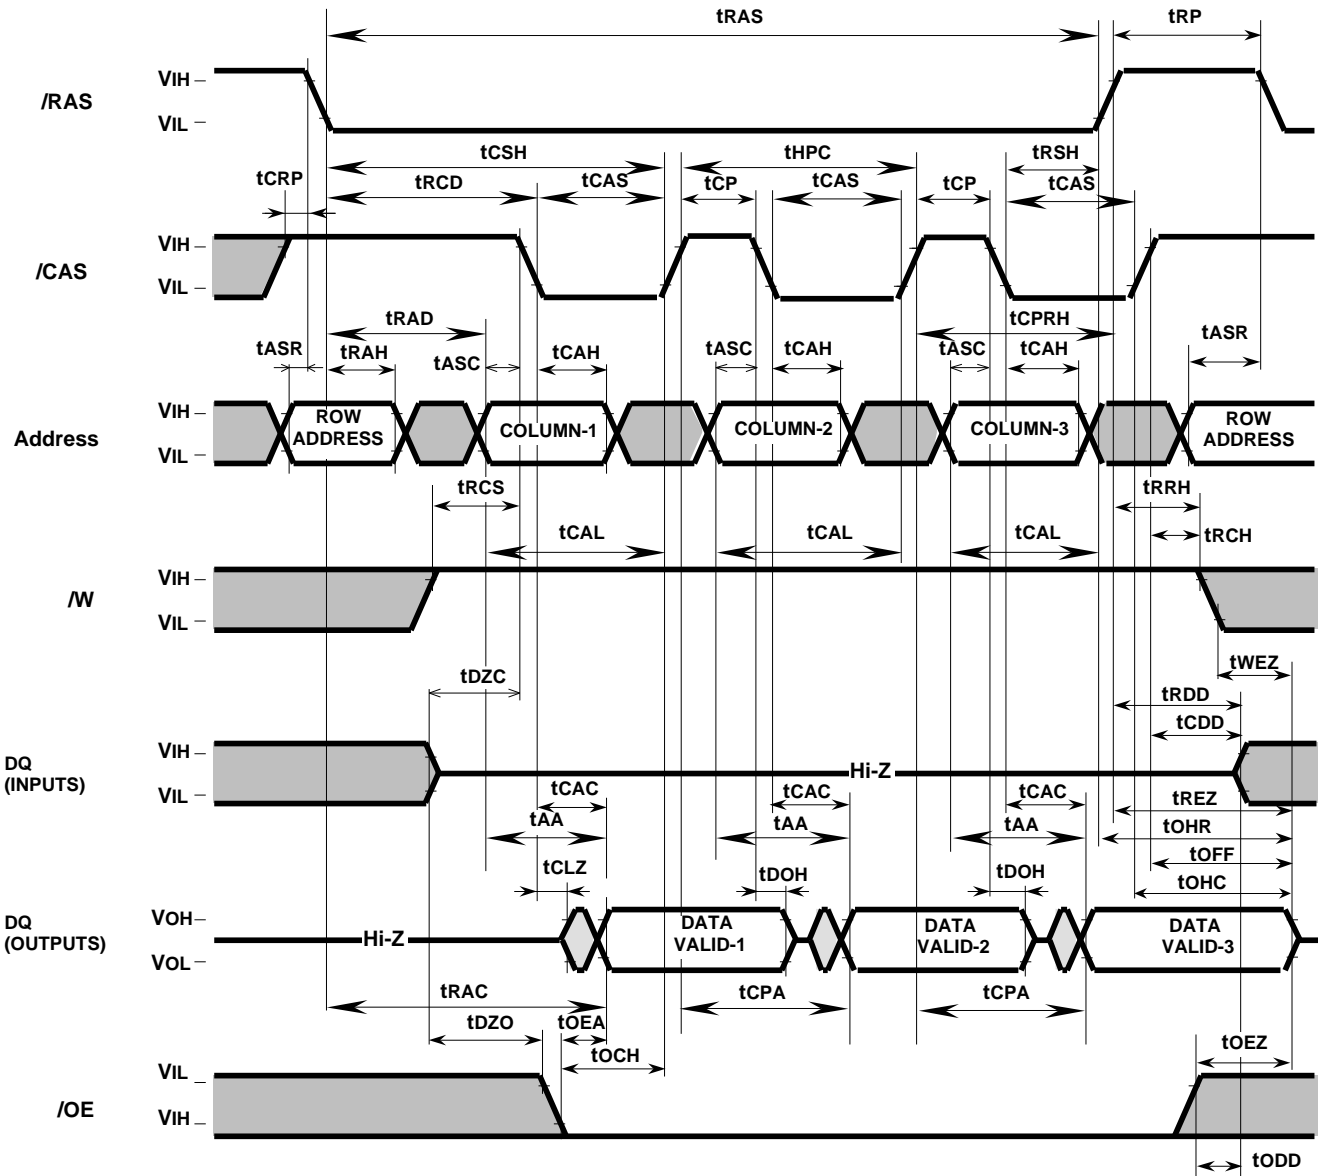 tRAS
tRP
VIH
/RAS
VIL
tCSH
tHPC
tRSH
tCRP
tRCD
tCAS
tCP
tCAS
tCP
tCAS
VIH
/CAS
VIL
tRAD
tCPRH
tASR
tASR
tRAH
tASC
tCAH
tASC
tCAH
tASC
tCAH
VIH
Address
VIL
ROW
ADDRESS
COLUMN-1
COLUMN-2
COLUMN-3
ROW
ADDRESS
tRCS
tRRH
tCAL
tCAL
tCAL
tRCH
VIH
/W
VIL
tWEZ
tDZC
tRDD
tCDD
VIH
DQ
(INPUTS)
VIL
Hi-Z
tCAC
tCAC
tCAC
tREZ
tAA
tAA
tAA
tOHR
tOFF
tCLZ
tDOH
tDOH
tOHC
VOH
DQ
(OUTPUTS)
VOL
Hi-Z
DATA
VALID-1
DATA
VALID-2
DATA
VALID-3
tRAC
tCPA
tCPA
tDZO
tOEA
tOCH
tOEZ
VIL
/OE
VIH
tODD